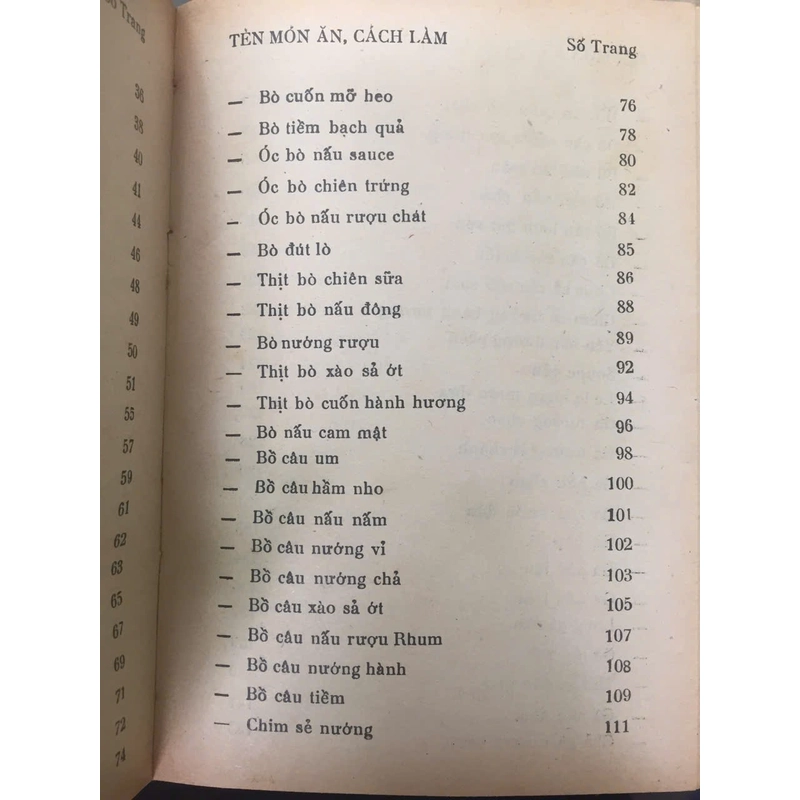 Số Trang
36
38
40
41
44
46
48
49
50
51
55
57
59
61
62
63
65
67
69
71
72
74
TÊN MÓN ĂN, CÁCH LÀM Số Trang
— Bò cuốn mỡ heo 76
— Bò tiềm bạch quả 78
— Óc bò nấu sauce 80
— Óc bò chiên trứng 82
— Óc bò nấu rượu chát 84
— Bò đút lò 85
— Thịt bò chiên sữa 86
— Thịt bò nấu đông 88
— Bò nướng rượu 89
— Thịt bò xào sả ớt 92
— Thịt bò cuốn hành hương 94
— Bò nấu cam mật 96
— Bồ câu um 98
— Bồ câu hầm nho 100
— Bồ câu nấu nấm 101
— Bồ câu nướng vỉ 102
— Bồ câu nướng chả 103
— Bồ câu xào sả ớt 105
— Bồ câu nấu rượu Rhum 107
— Bồ câu nướng hành 108
— Bồ câu tiềm 109
— Chim sẻ nướng 111